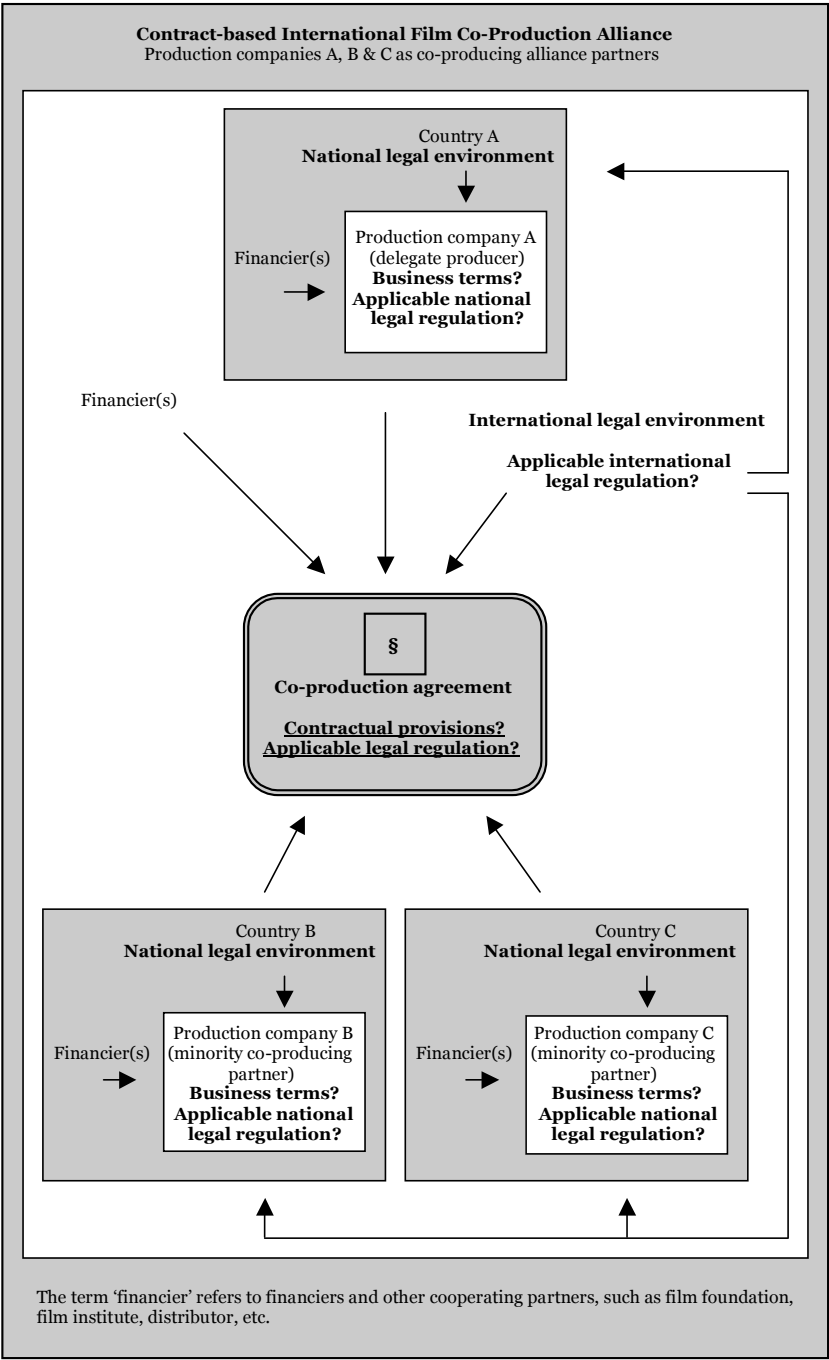 Contract-based International Film Co-Production Alliance
Production companies A, B & C as co-producing alliance partners
Country A
National legal environment
Financier(s)
Production company A
(delegate producer)
Business terms?
Applicable national
legal regulation?
Financier(s)
International legal environment
Applicable international
legal regulation?
§
Co-production agreement
Contractual provisions?
Applicable legal regulation?
Country B
National legal environment
Financier(s)
Production company B
(minority co-producing
partner)
Business terms?
Applicable national
legal regulation?
Country C
National legal environment
Financier(s)
Production company C
(minority co-producing
partner)
Business terms?
Applicable national
legal regulation?
The term ‘financier’ refers to financiers and other cooperating partners, such as film foundation,
film institute, distributor, etc.